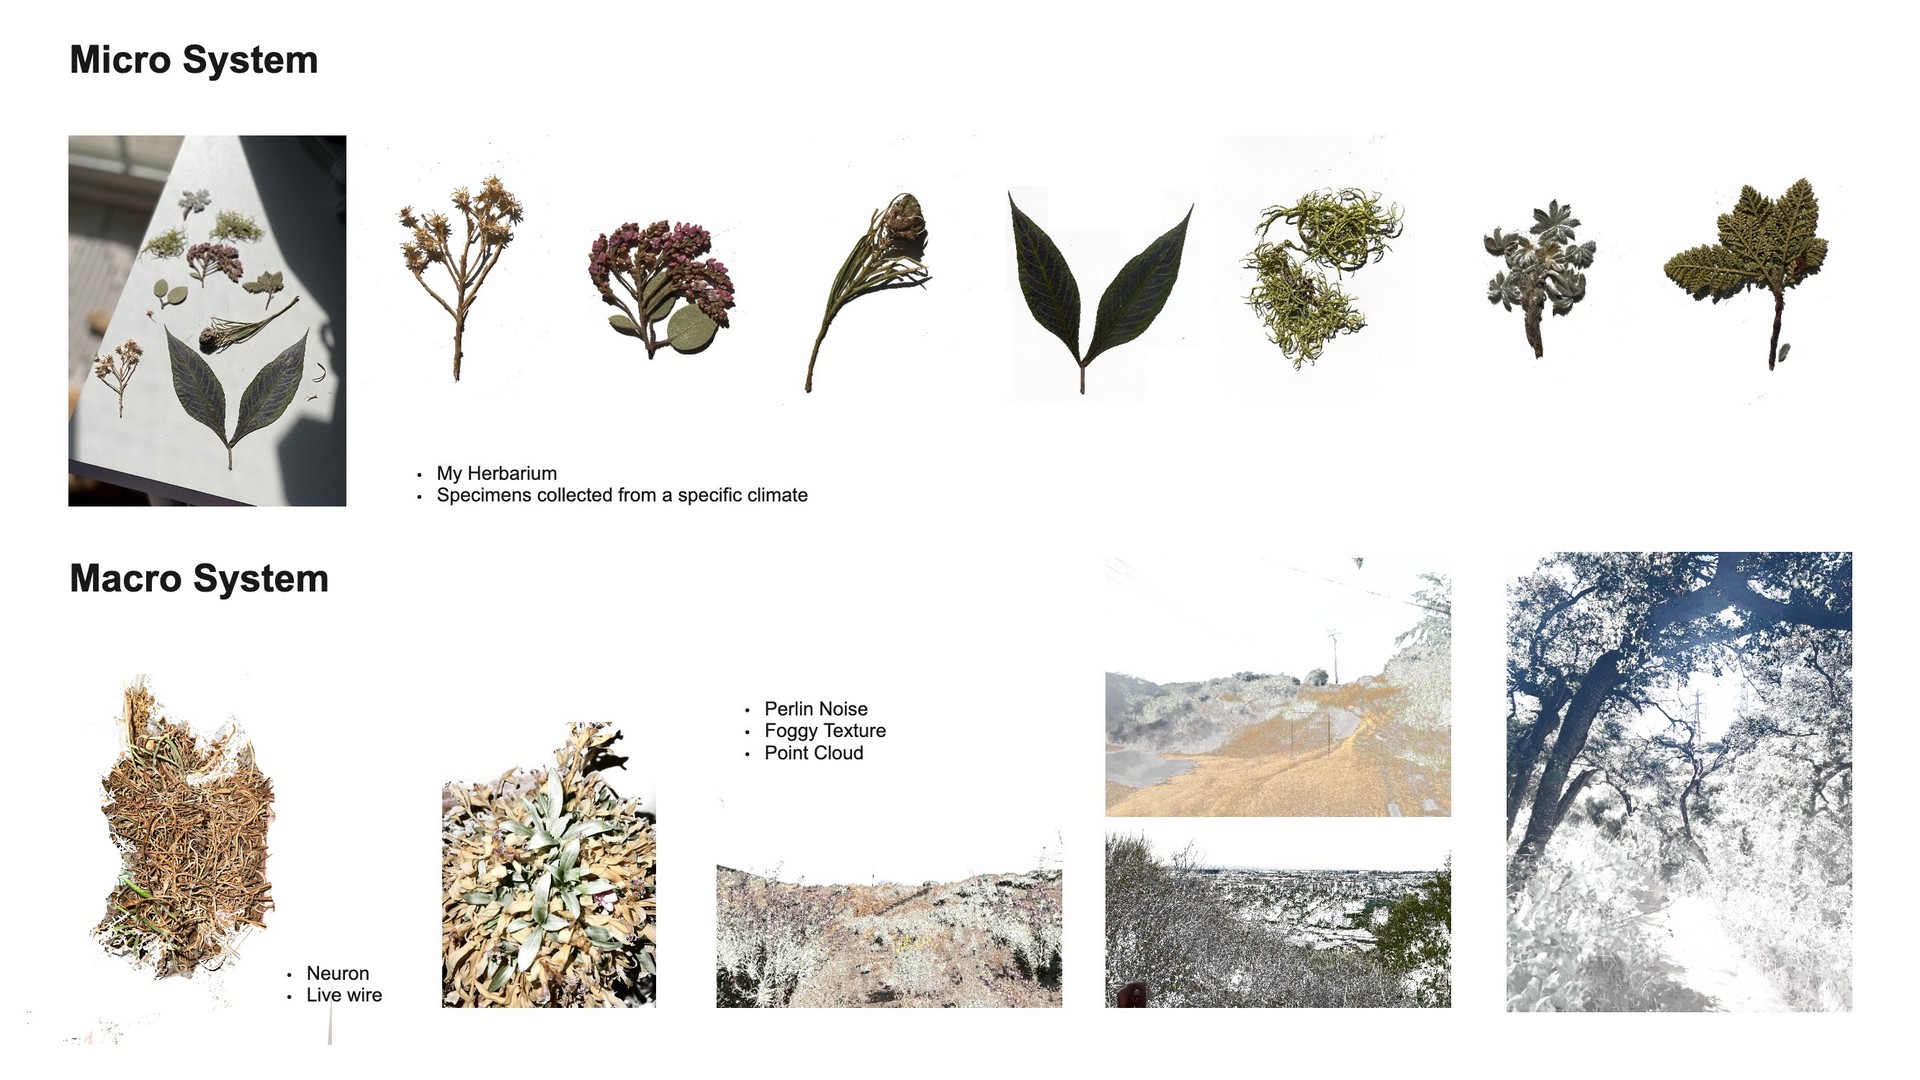 Micro System
• My Herbarium
• Specimens collected from a specific climate
Macro System
• Perlin Noise
• Foggy Texture
• Point Cloud
• Neuron
• Live wire